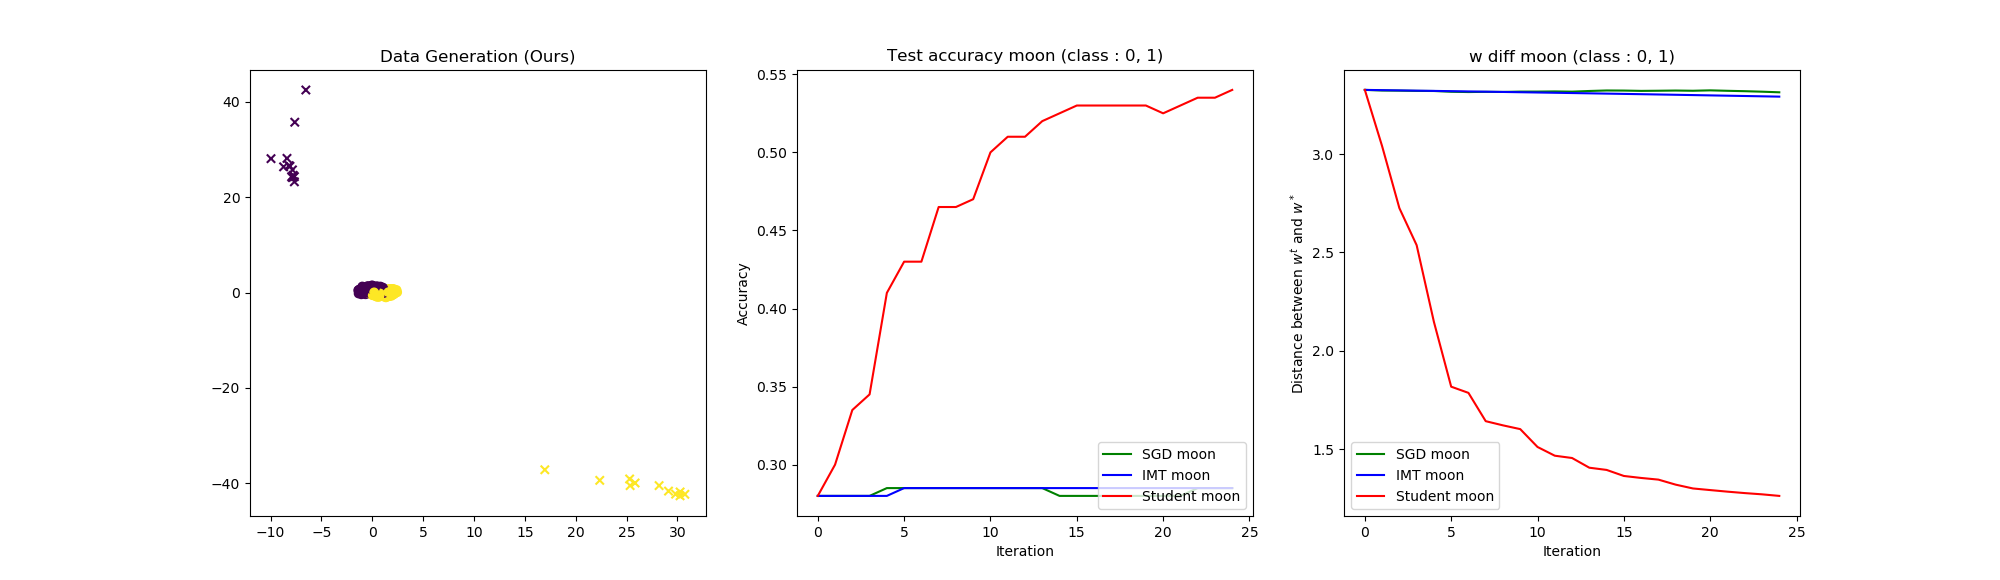 Data Generation (Ours)
40
20
0
−20
−40
−10
−5
0
5
10
15
20
25
30
Test accuracy moon (class : 0, 1)
0.55
0.50
0.45
0.40
0.35
0.30
Accuracy
SGD moon
IMT moon
Student moon
0
5
10
15
20
25
Iteration
w diff moon (class : 0, 1)
3.0
2.5
2.0
1.5
Distance between w^t and w^*
SGD moon
IMT moon
Student moon
0
5
10
15
20
25
Iteration